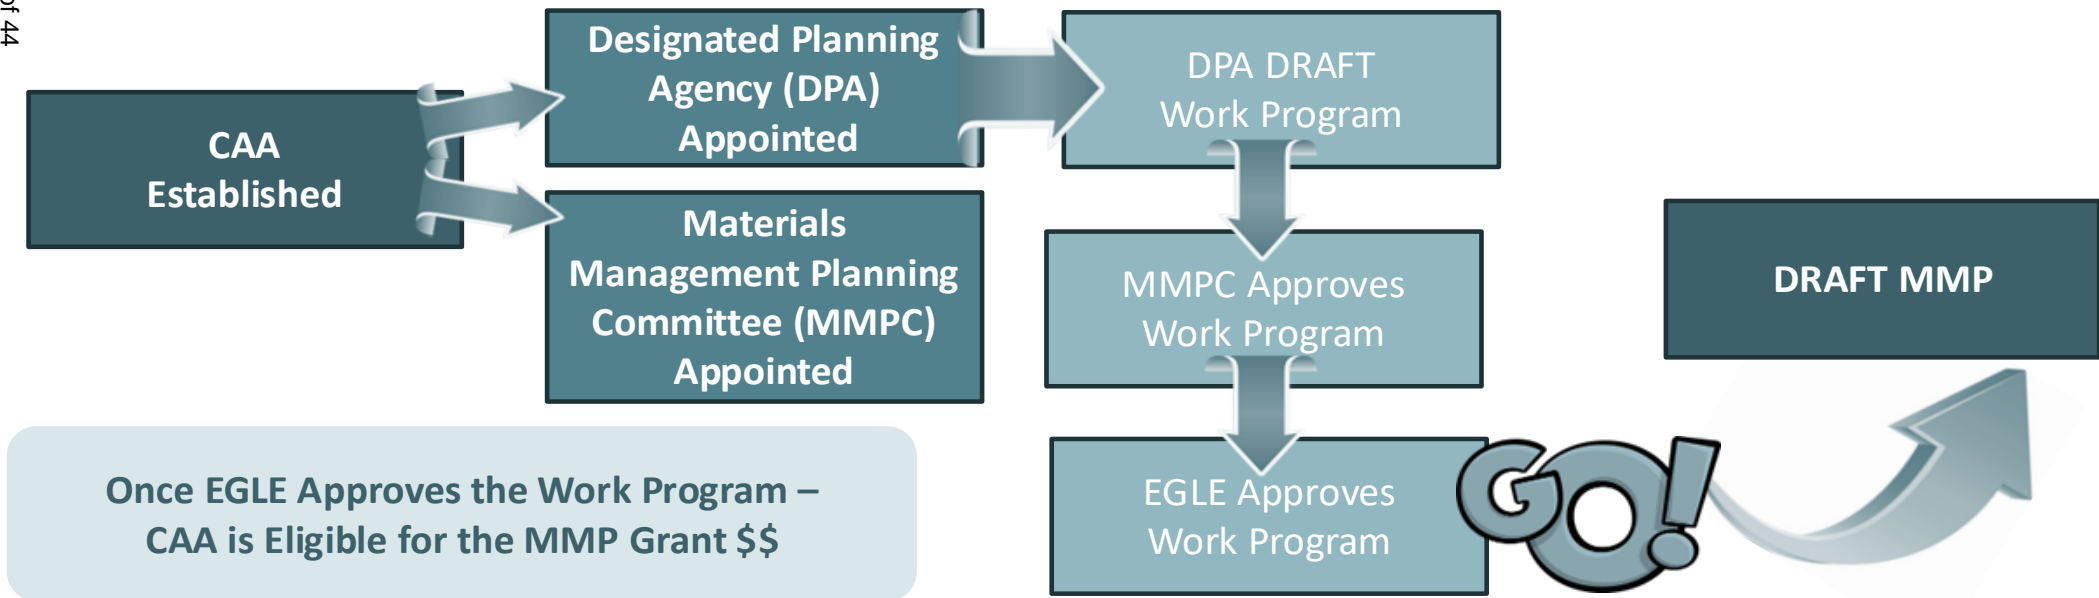 of 44
CAA
Established
Designated Planning
Agency (DPA)
Appointed
Materials
Management Planning
Committee (MMPC)
Appointed
DPA DRAFT
Work Program
MMPC Approves
Work Program
EGLE Approves
Work Program
GO!
DRAFT MMP
Once EGLE Approves the Work Program –
CAA is Eligible for the MMP Grant $$